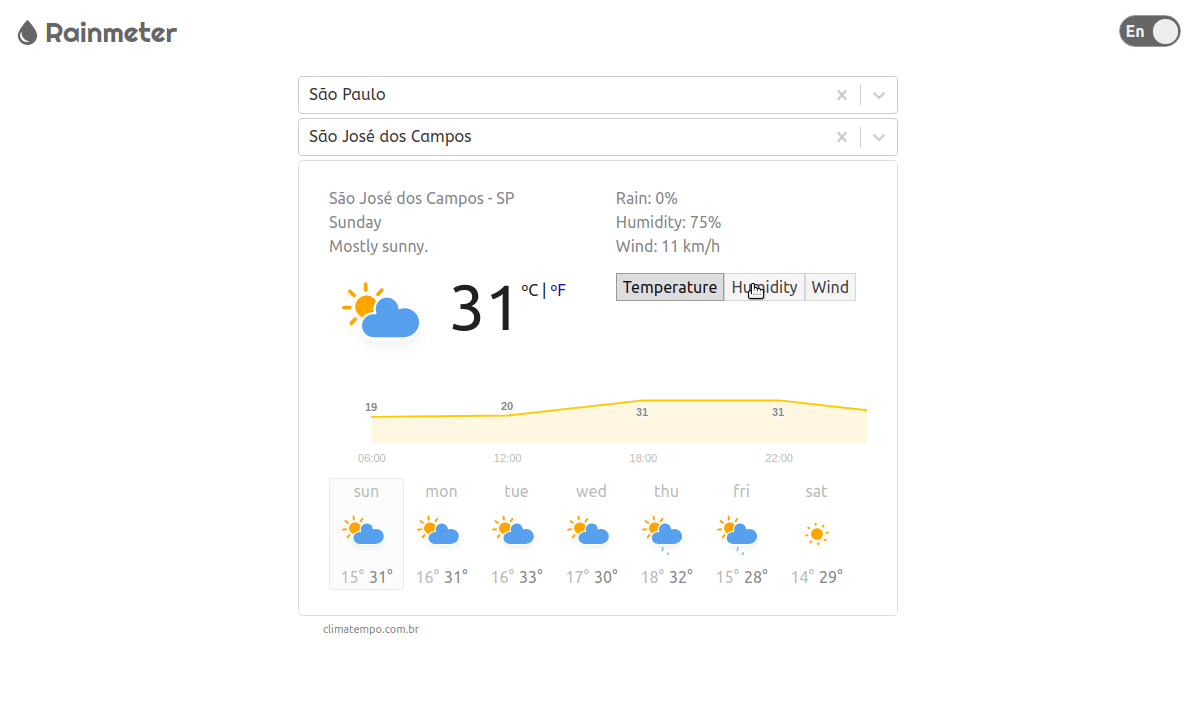 Rainmeter
En
São Paulo
São José dos Campos
São José dos Campos - SP
Sunday
Mostly sunny.
Rain: 0%
Humidity: 75%
Wind: 11 km/h
31 °C | °F
Temperature Humidity Wind
19 20 31 31
06:00 12:00 18:00 22:00
sun mon tue wed thu fri sat
15° 31° 16° 31° 16° 33° 17° 30° 18° 32° 15° 28° 14° 29°
climatempo.com.br